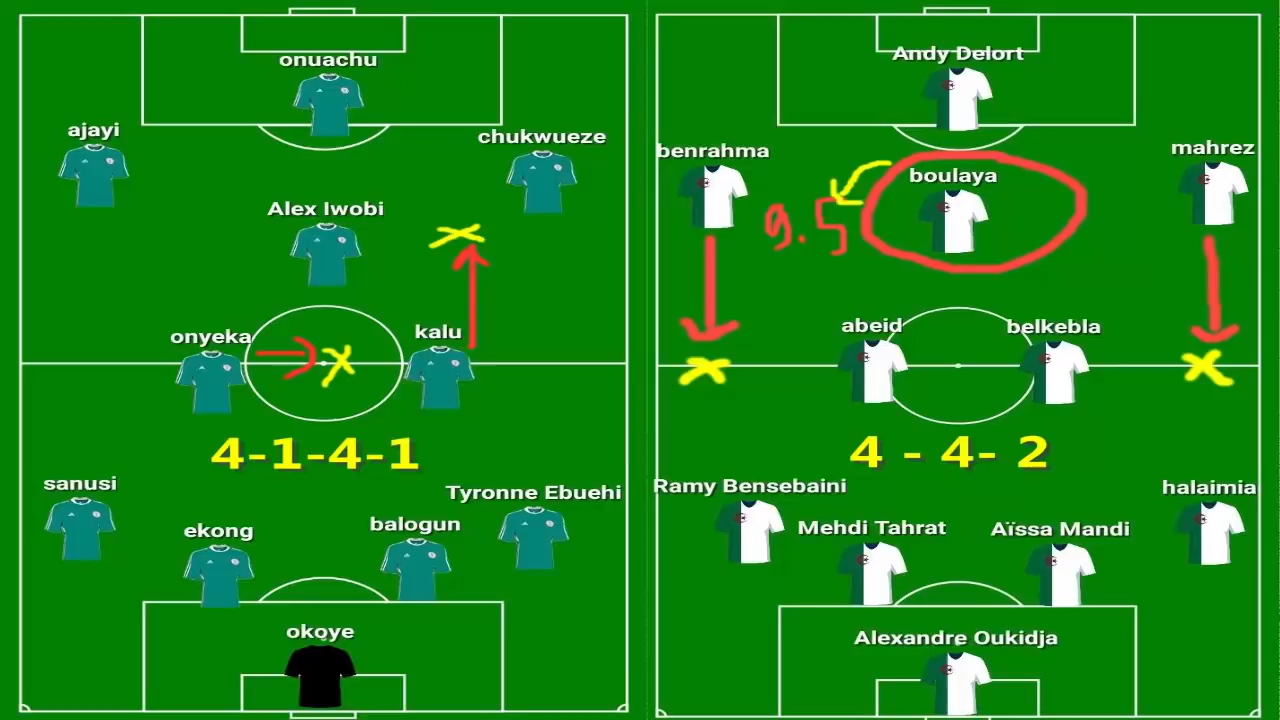 onuachu
ajayi
chukwueze
Alex Iwobi
onyeka
kalu
4-1-4-1
sanusi
Tyronne Ebuehi
ekong
balogun
okoye
Andy Delort
benrahma
mahrez
boulaya
9.5
abeid
belkebla
4 - 4- 2
Ramy Bensebaini
halaimia
Mehdi Tahrat
Aïssa Mandi
Alexandre Oukidja